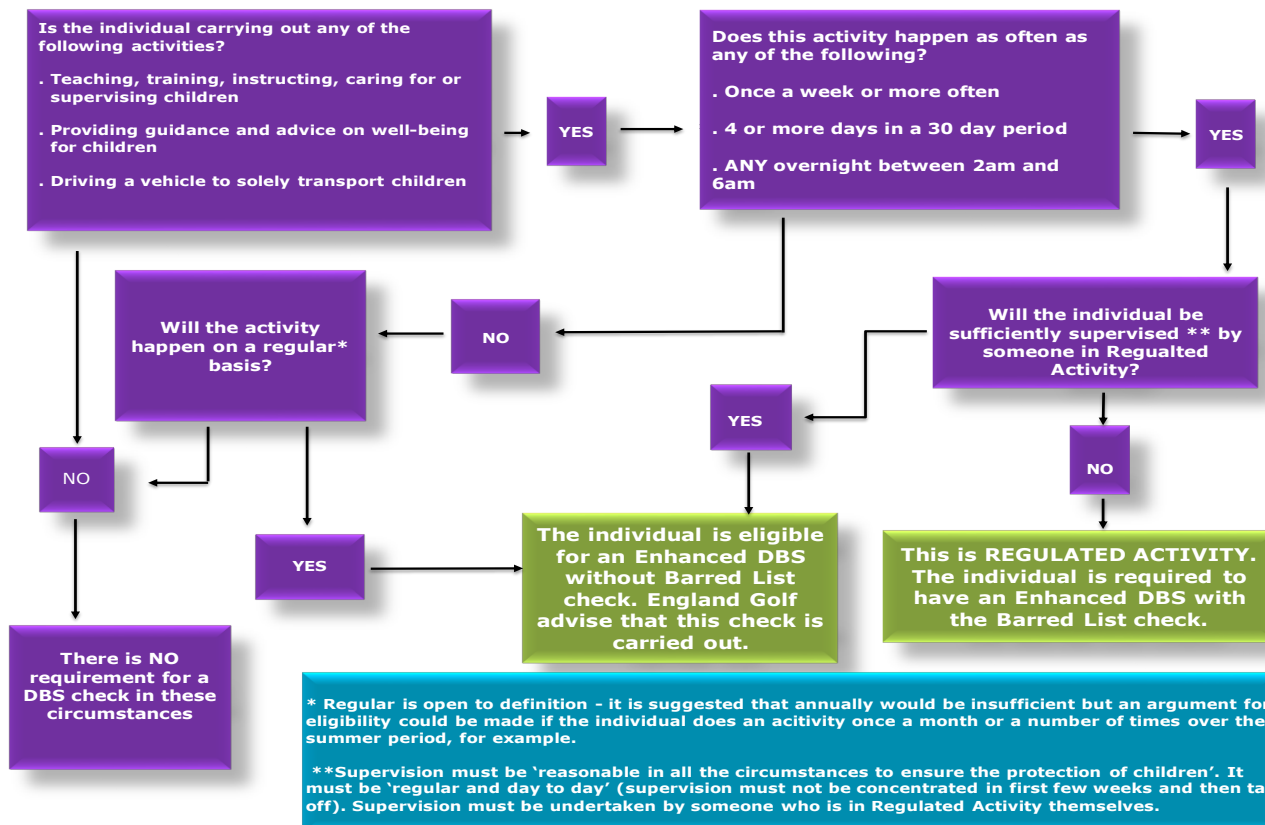 Is the individual carrying out any of the
following activities?
. Teaching, training, instructing, caring for or
supervising children
. Providing guidance and advice on well-being
for children
. Driving a vehicle to solely transport children
YES
Does this activity happen as often as
any of the following?
. Once a week or more often
. 4 or more days in a 30 day period
. ANY overnight between 2am and
6am
YES
Will the activity
happen on a regular*
basis?
NO
Will the individual be
sufficiently supervised ** by
someone in Regualted
Activity?
YES
NO
NO
YES
The individual is eligible
for an Enhanced DBS
without Barred List
check. England Golf
advise that this check is
carried out.
This is REGULATED ACTIVITY.
The individual is required to
have an Enhanced DBS with
the Barred List check.
There is NO
requirement for a
DBS check in these
circumstances
* Regular is open to definition - it is suggested that annually would be insufficient but an argument for
eligibility could be made if the individual does an acitivity once a month or a number of times over the
summer period, for example.
**Supervision must be ‘reasonable in all the circumstances to ensure the protection of children’. It
must be ‘regular and day to day’ (supervision must not be concentrated in first few weeks and then
off). Supervision must be undertaken by someone who is in Regulated Activity themselves.